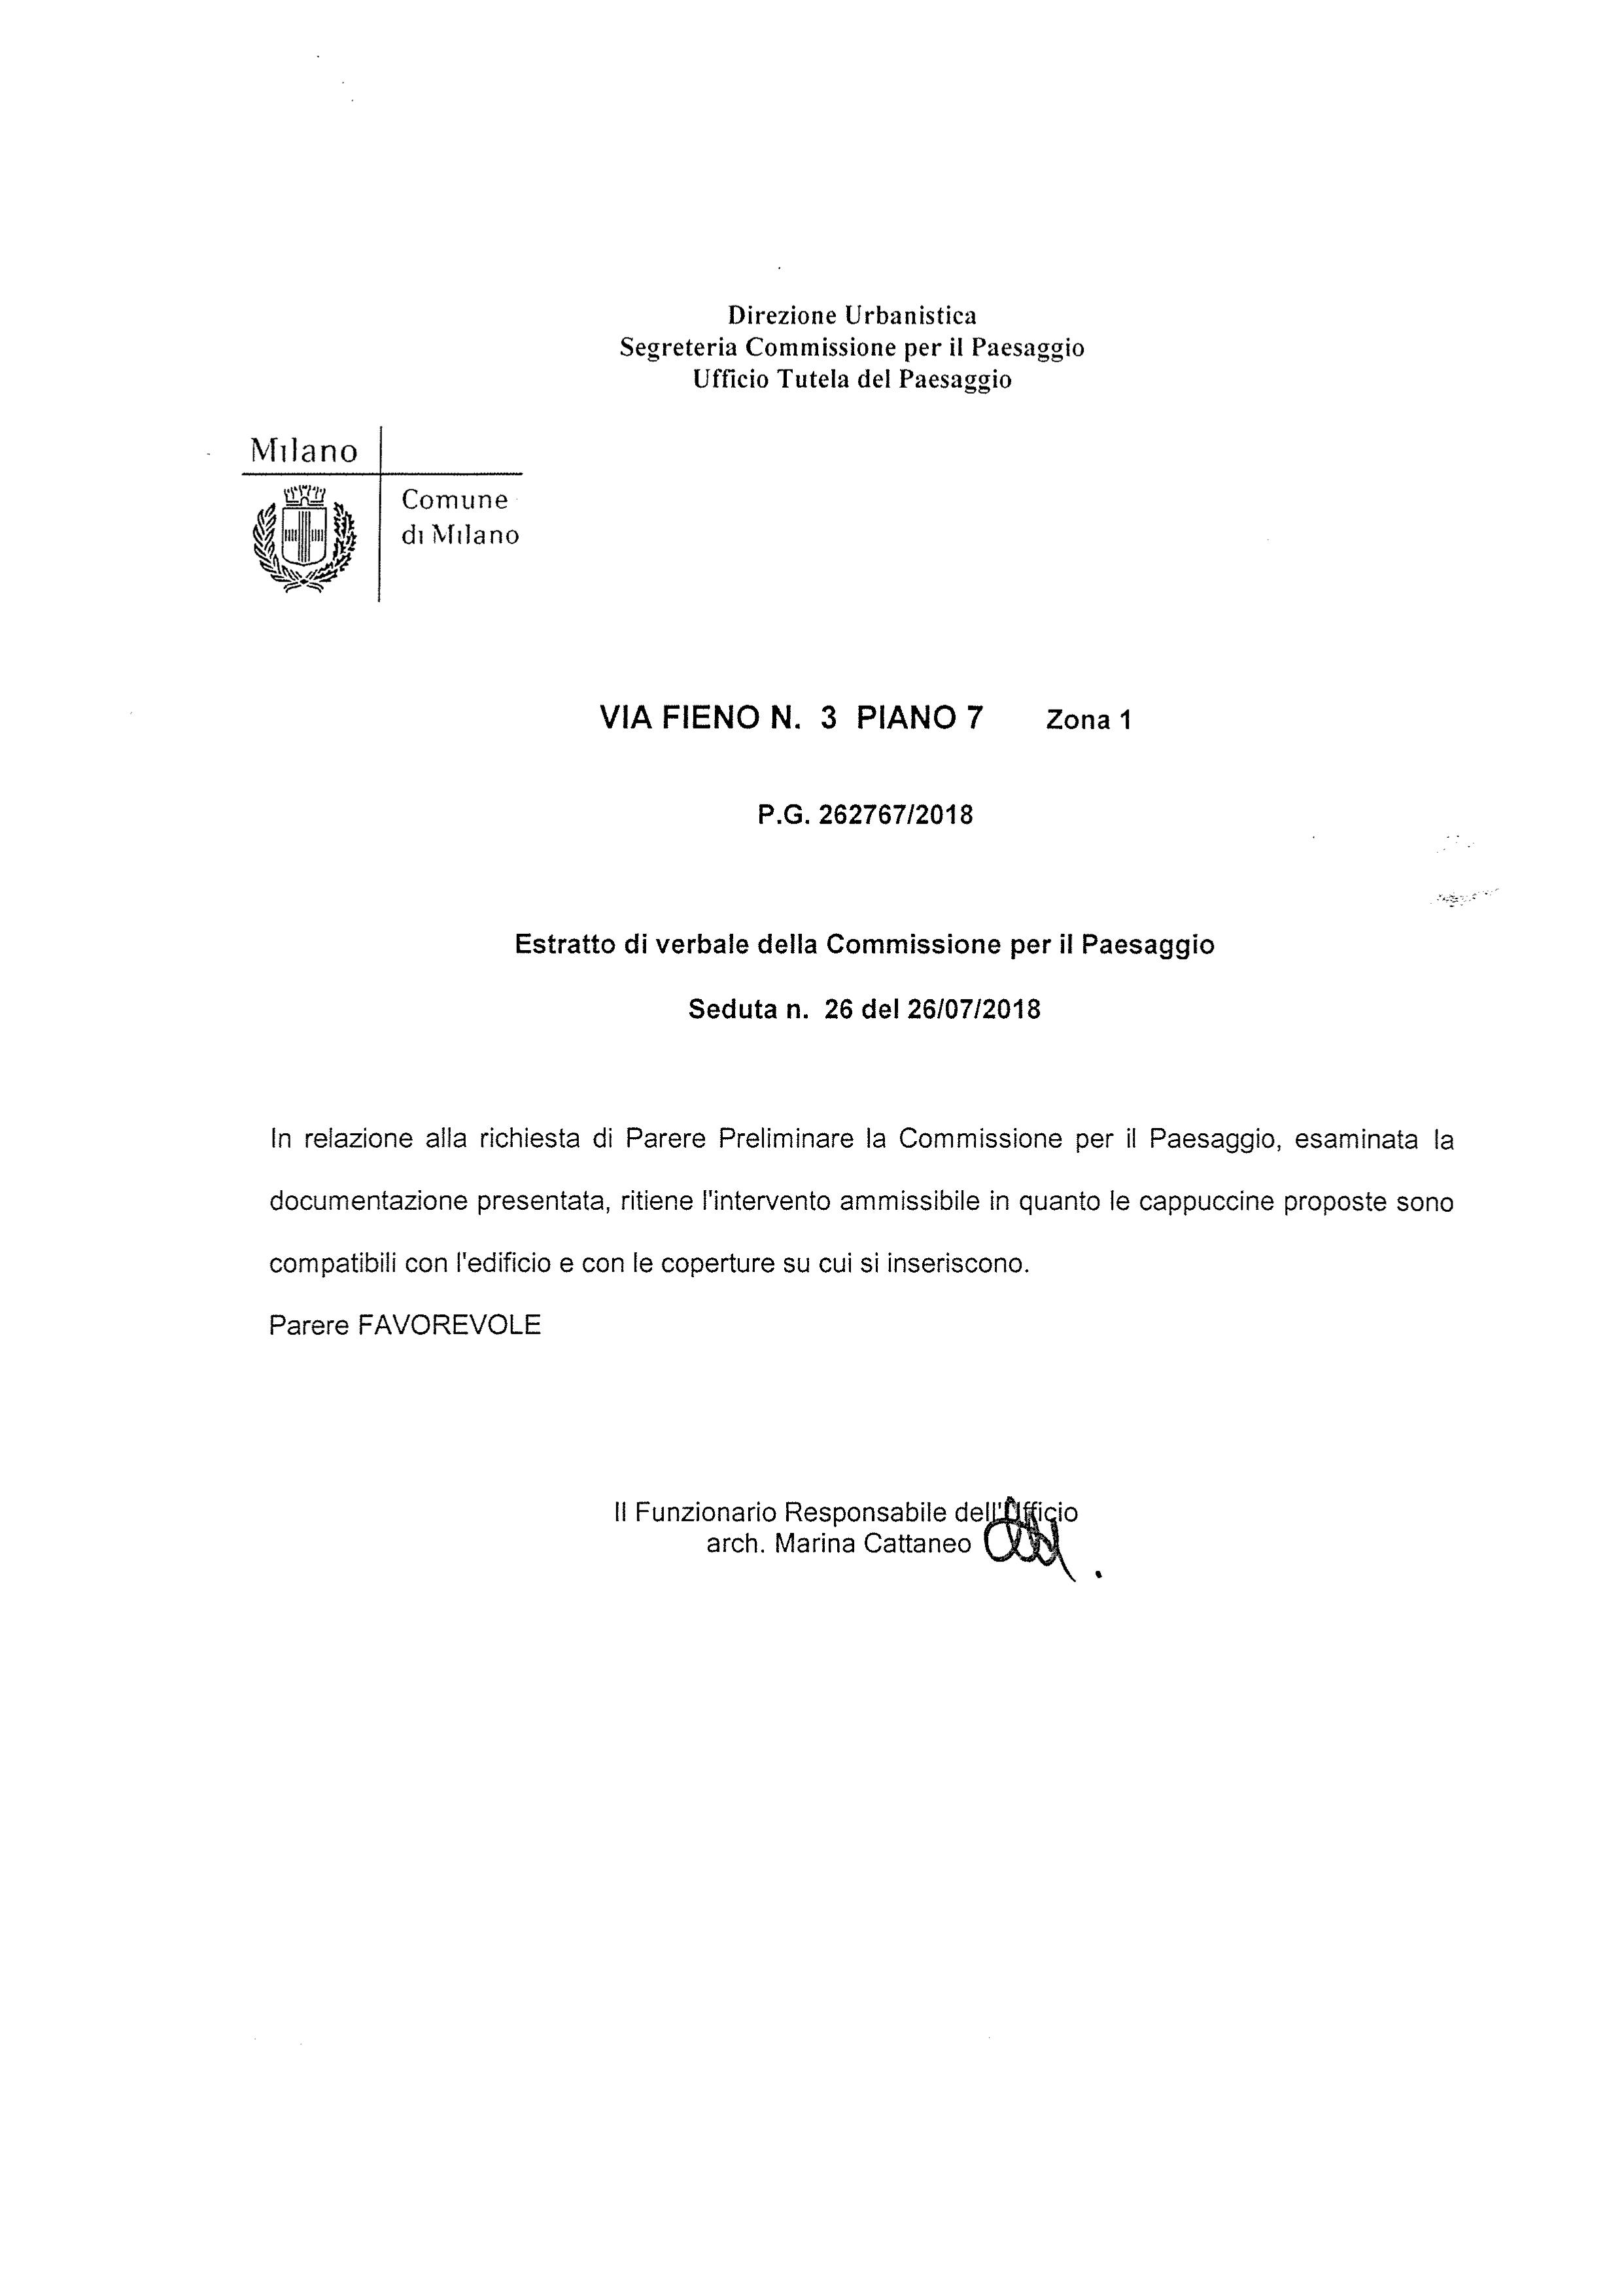 Direzione Urbanistica
Segreteria Commissione per il Paesaggio
Ufficio Tutela del Paesaggio
Milano
Comune
di Milano
VIA FIENO N. 3 PIANO 7 Zona 1
P.G. 262767/2018
Estratto di verbale della Commissione per il Paesaggio
Seduta n. 26 del 26/07/2018
In relazione alla richiesta di Parere Preliminare la Commissione per il Paesaggio, esaminata la
documentazione presentata, ritiene l'intervento ammissibile in quanto le cappuccine proposte sono
compatibili con l'edificio e con le coperture su cui si inseriscono.
Parere FAVOREVOLE
Il Funzionario Responsabile dell'Ufficio
arch. Marina Cattaneo